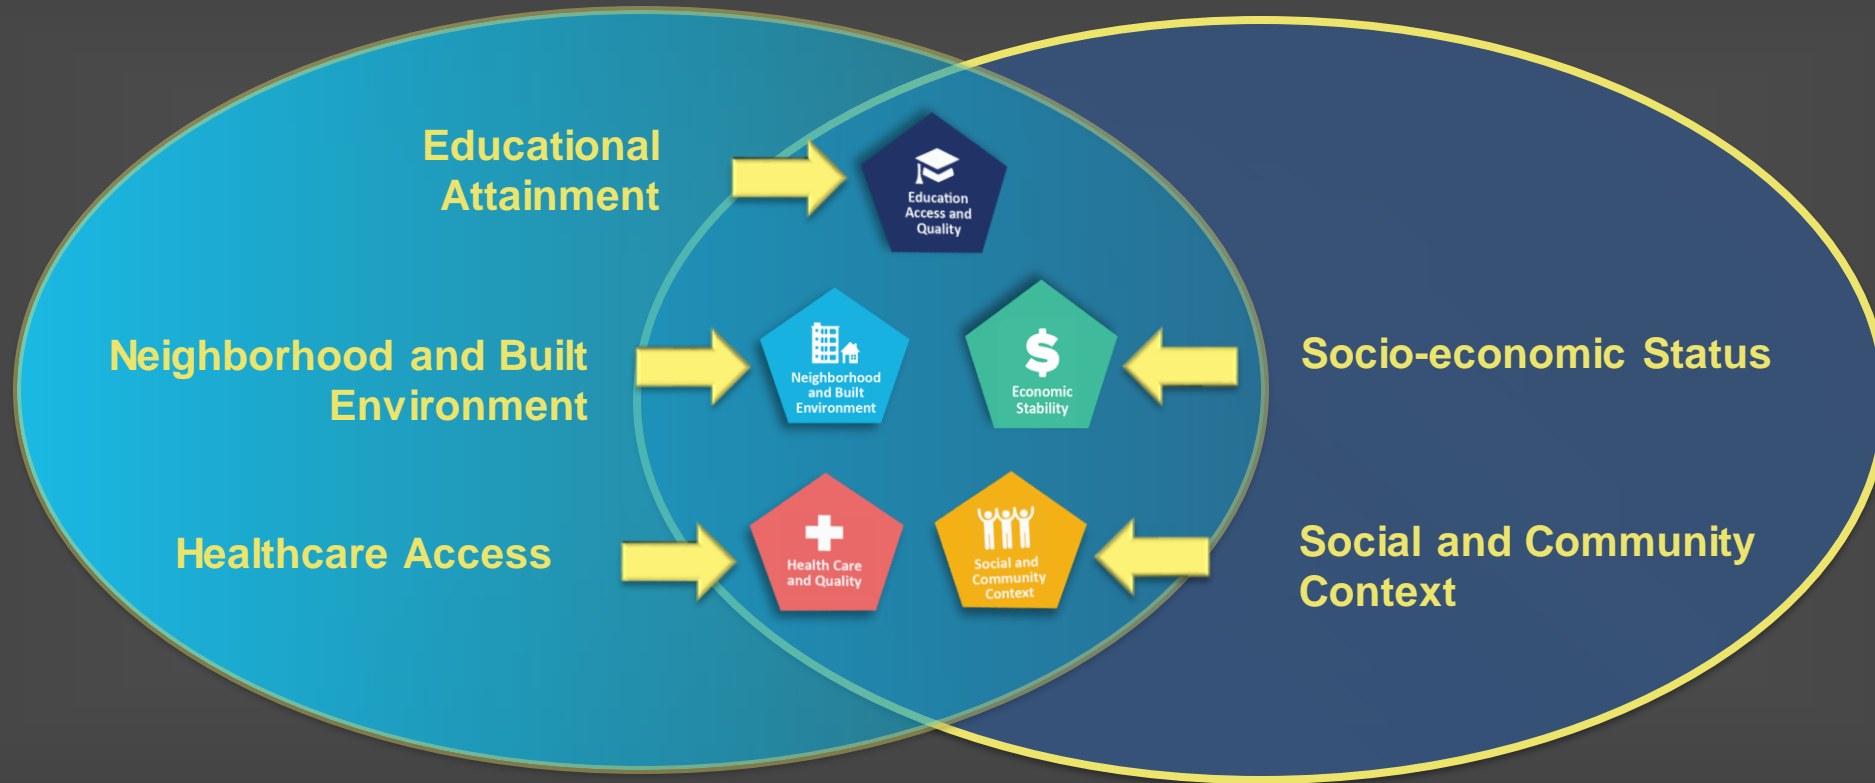 Educational
Attainment
Education
Access and
Quality
Neighborhood and Built
Environment
Neighborhood
and Built
Environment
Economic
Stability
Socio-economic Status
Healthcare Access
Health Care
and Quality
Social and
Community
Context
Social and Community
Context